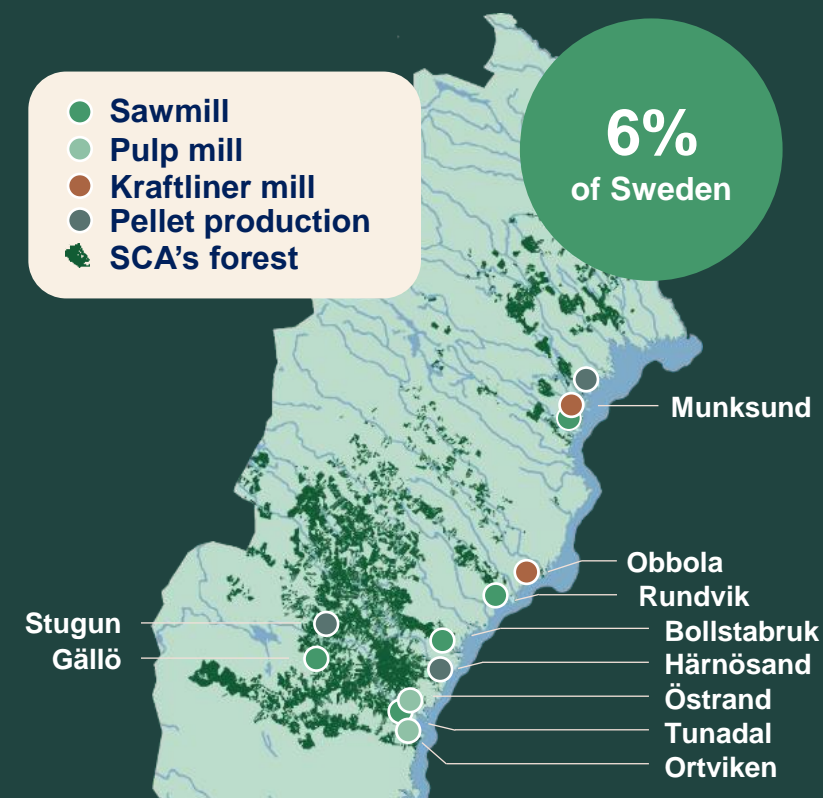 Sawmill
Pulp mill
Kraftliner mill
Pellet production
SCA's forest
6%
of Sweden
Munksund
Obbola
Rundvik
Bollstabruk
Härnösand
Östrand
Tunadal
Ortviken
Stugun
Gällö